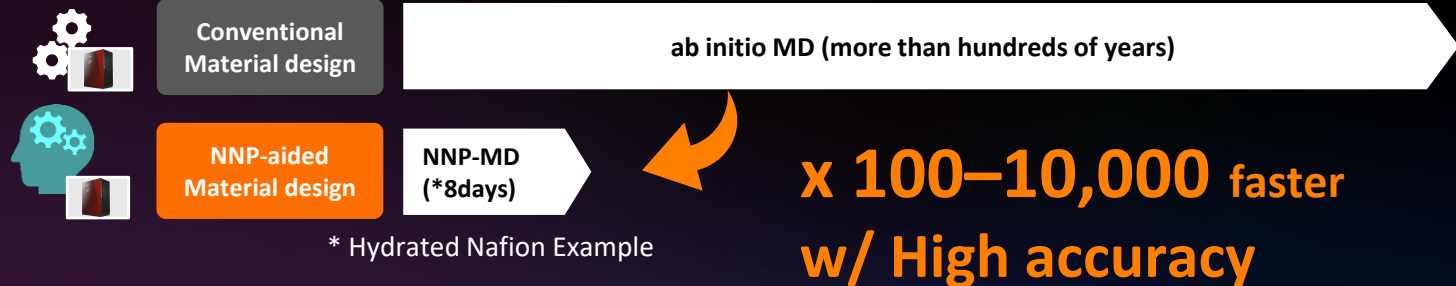 Conventional
Material design
ab initio MD (more than hundreds of years)
NNP-aided
Material design
NNP-MD
(*8days)
x 100–10,000 faster
w/ High accuracy
* Hydrated Nafion Example